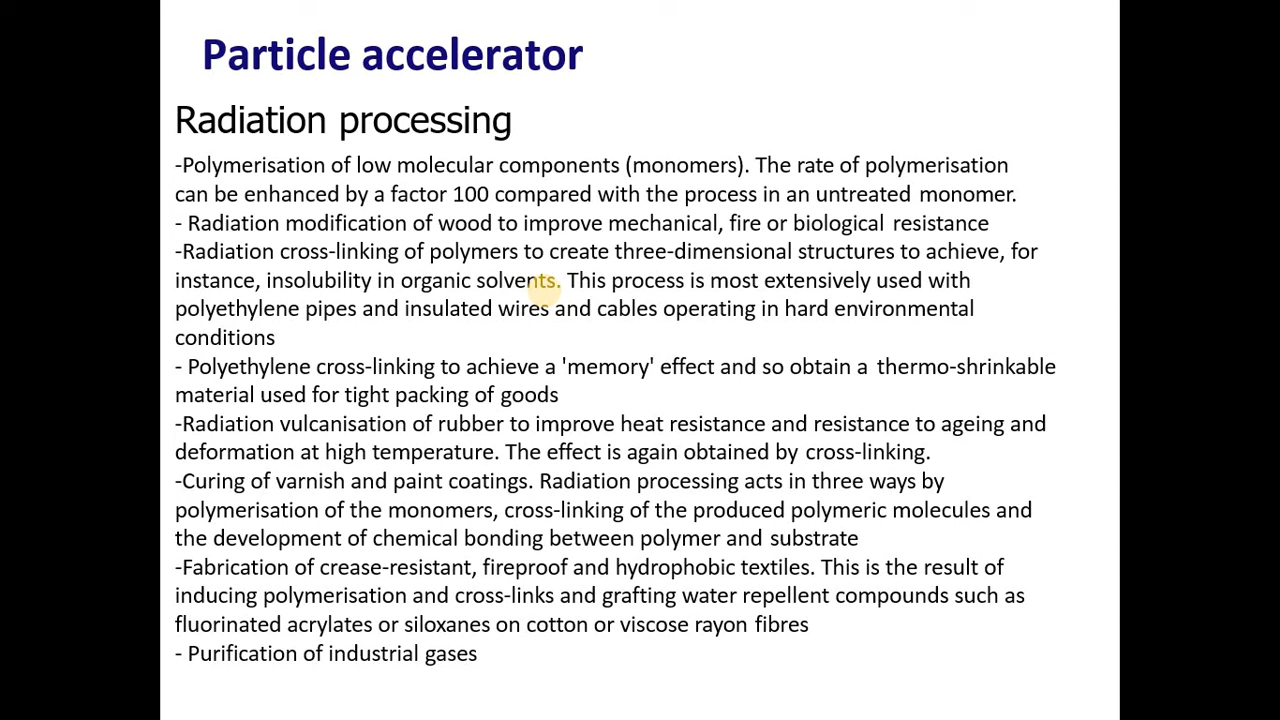 Particle accelerator
Radiation processing
-Polymerisation of low molecular components (monomers). The rate of polymerisation
can be enhanced by a factor 100 compared with the process in an untreated monomer.
- Radiation modification of wood to improve mechanical, fire or biological resistance
-Radiation cross-linking of polymers to create three-dimensional structures to achieve, for
instance, insolubility in organic solvents. This process is most extensively used with
polyethylene pipes and insulated wires and cables operating in hard environmental
conditions
- Polyethylene cross-linking to achieve a 'memory' effect and so obtain a thermo-shrinkable
material used for tight packing of goods
-Radiation vulcanisation of rubber to improve heat resistance and resistance to ageing and
deformation at high temperature. The effect is again obtained by cross-linking.
-Curing of varnish and paint coatings. Radiation processing acts in three ways by
polymerisation of the monomers, cross-linking of the produced polymeric molecules and
the development of chemical bonding between polymer and substrate
-Fabrication of crease-resistant, fireproof and hydrophobic textiles. This is the result of
inducing polymerisation and cross-links and grafting water repellent compounds such as
fluorinated acrylates or siloxanes on cotton or viscose rayon fibres
- Purification of industrial gases